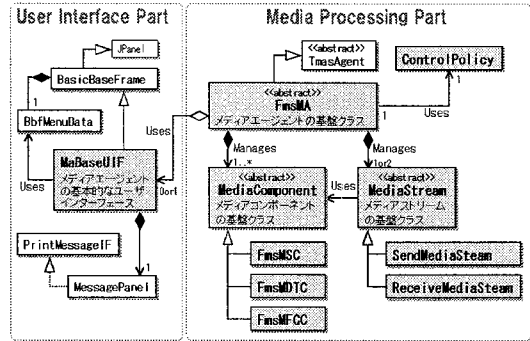 User Interface Part
JPanel
BasicBaseFrame
1
BbfMenuData
Uses
MaBaseUIF
メディアエージェント
の基本的なユーザ
インターフェース
Uses
0or1
PrintMessageIF
1
MessagePanel
Media Processing Part
<<abstract>>
TmasAgent
ControlPolicy
1
Uses
<<abstract>>
FmsMA
メディアエージェントの基盤クラス
1
Manages
1..*
Manages
1or2
<<abstract>>
MediaComponent
メディアコンポーネント
の基盤クラス
Uses
<<abstract>>
MediaStream
メディアストリーム
の基盤クラス
FmsMSC
FmsMDTC
FmsMFCC
SendMediaSteam
ReceiveMediaSteam